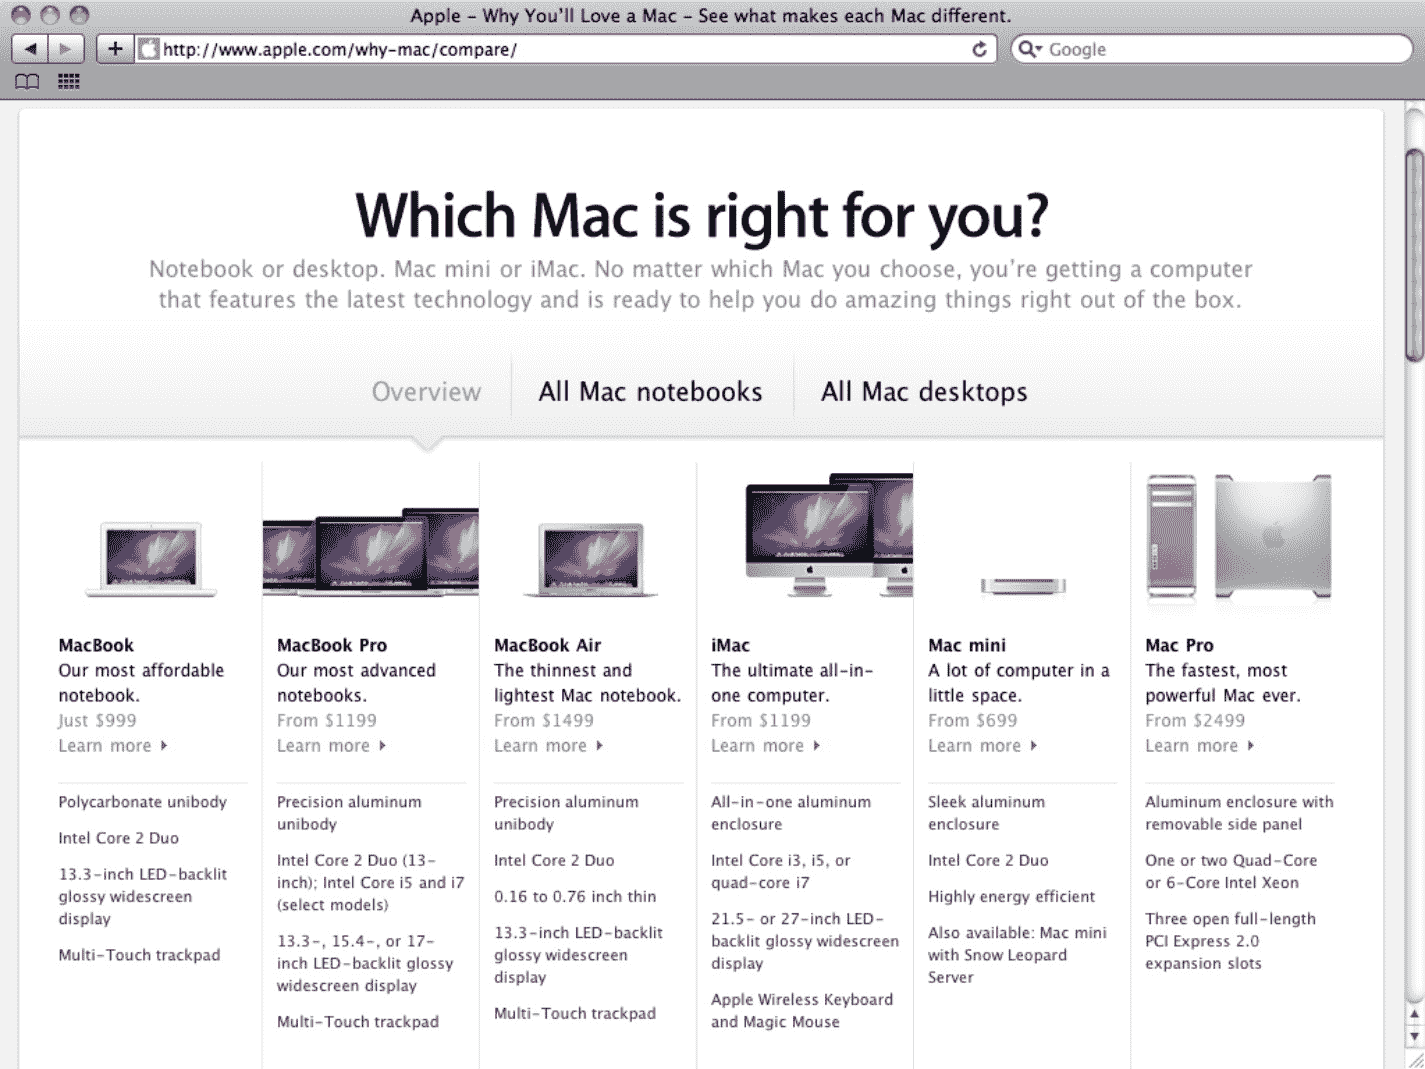 Apple – Why You'll Love a Mac – See what makes each Mac different.
http://www.apple.com/why-mac/compare/
Google
Which Mac is right for you?
Notebook or desktop. Mac mini or iMac. No matter which Mac you choose, you're getting a computer
that features the latest technology and is ready to help you do amazing things right out of the box.
Overview
All Mac notebooks
All Mac desktops
MacBook
Our most affordable
notebook.
Just $999
Learn more
Polycarbonate unibody
Intel Core 2 Duo
13.3-inch LED-backlit
glossy widescreen
display
Multi-Touch trackpad
MacBook Pro
Our most advanced
notebooks.
From $1199
Learn more
Precision aluminum
unibody
Intel Core 2 Duo (13-
inch); Intel Core i5 and i7
(select models)
13.3-, 15.4-, or 17-
inch LED-backlit glossy
widescreen display
Multi-Touch trackpad
MacBook Air
The thinnest and
lightest Mac notebook.
From $1499
Learn more
Precision aluminum
unibody
Intel Core 2 Duo
0.16 to 0.76 inch thin
13.3-inch LED-backlit
glossy widescreen
display
Multi-Touch trackpad
iMac
The ultimate all-in-
one computer.
From $1199
Learn more
All-in-one aluminum
enclosure
Intel Core i3, i5, or
quad-core i7
21.5- or 27-inch LED-
backlit glossy widescreen
display
Apple Wireless Keyboard
and Magic Mouse
Mac mini
A lot of computer in a
little space.
From $699
Learn more
Sleek aluminum
enclosure
Intel Core 2 Duo
Highly energy efficient
Also available: Mac mini
with Snow Leopard
Server
Mac Pro
The fastest, most
powerful Mac ever.
From $2499
Learn more
Aluminum enclosure with
removable side panel
One or two Quad-Core
or 6-Core Intel Xeon
Three open full-length
PCI Express 2.0
expansion slots